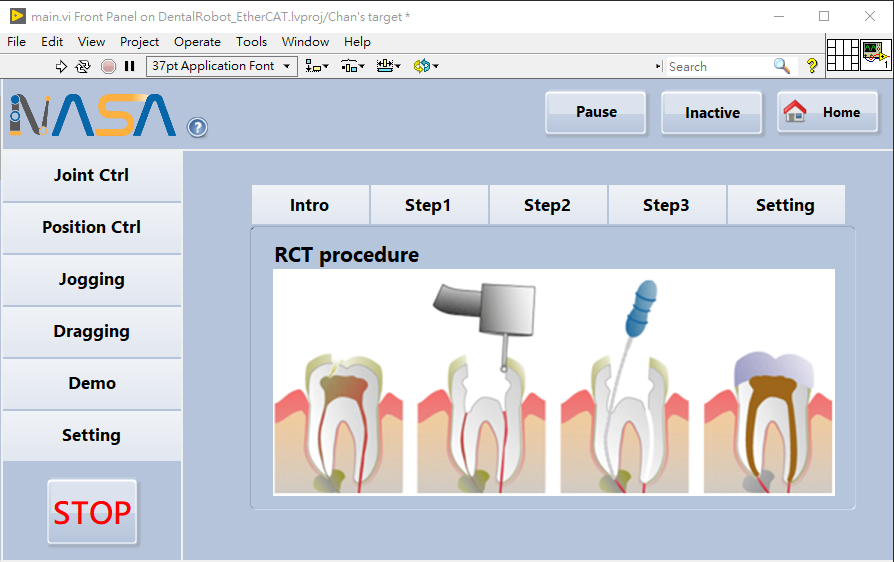 main.vi Front Panel on DentalRobot_EtherCAT.lvproj/Chan's target *
File Edit View Project Operate Tools Window Help
37pt Application Font
Search
?
1
NASA
?
Pause
Inactive
Home
Joint Ctrl
Position Ctrl
Jogging
Dragging
Demo
Setting
STOP
Intro
Step1
Step2
Step3
Setting
RCT procedure